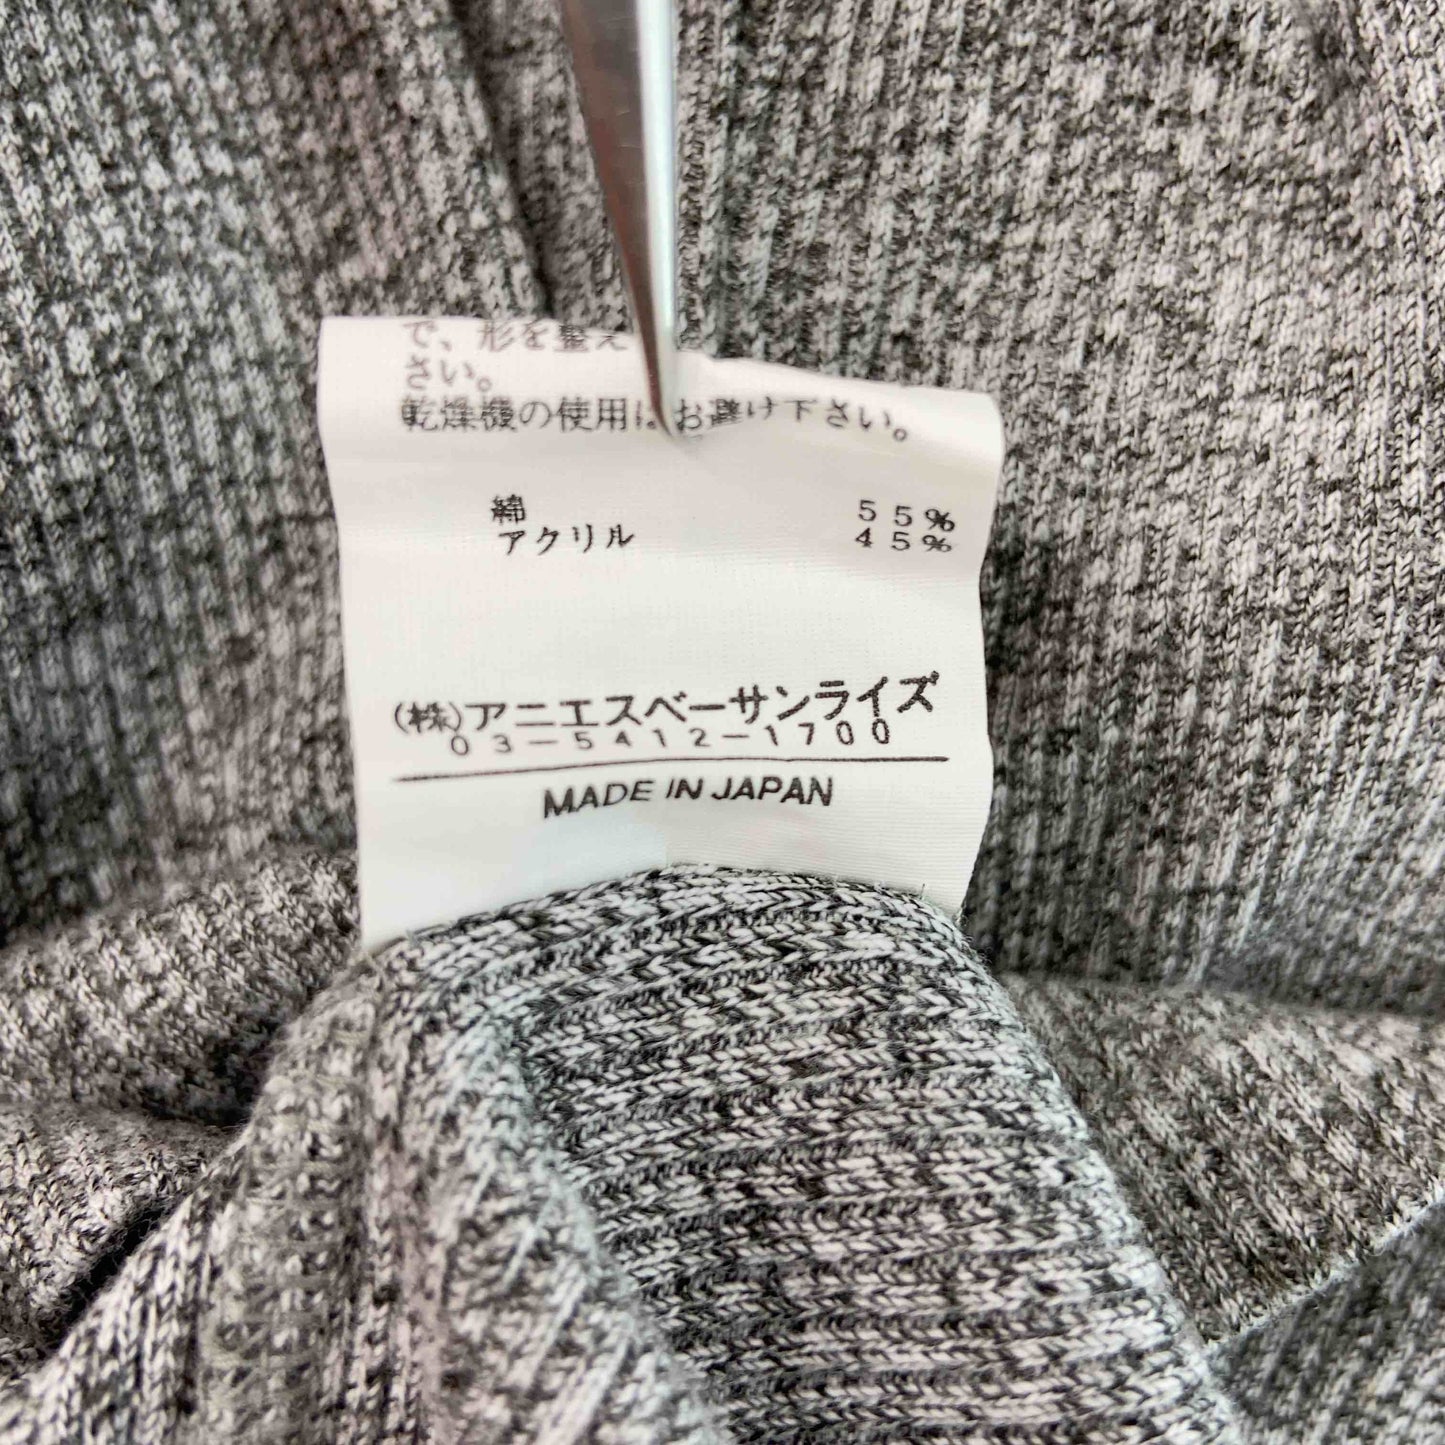 で、形を整え
さい。
乾燥機の使用はお避け下さい。
綿 55%
アクリル 45%
(株)アニエスベーサンライズ
03-5412-1700
MADE IN JAPAN